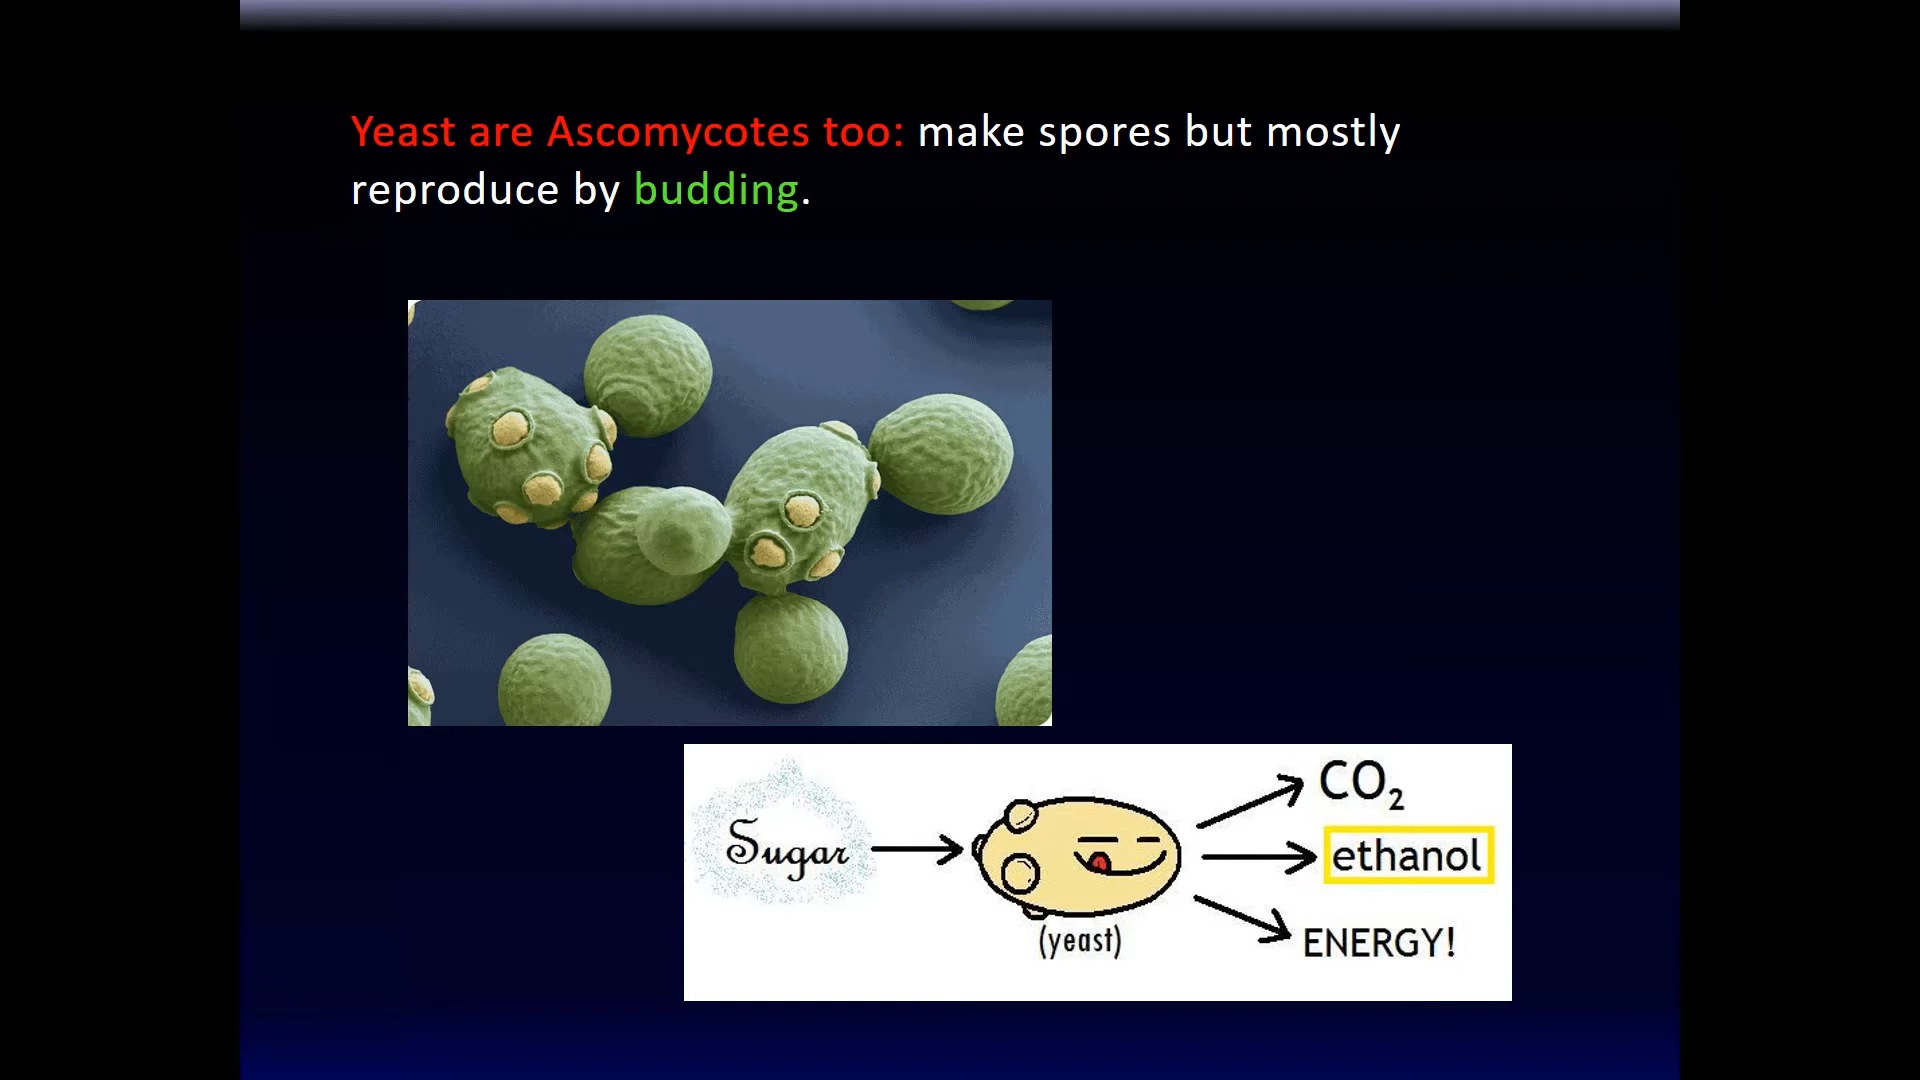 Yeast are Ascomycotes too: make spores but mostly
reproduce by budding.
Sugar
(yeast)
CO₂
ethanol
ENERGY!